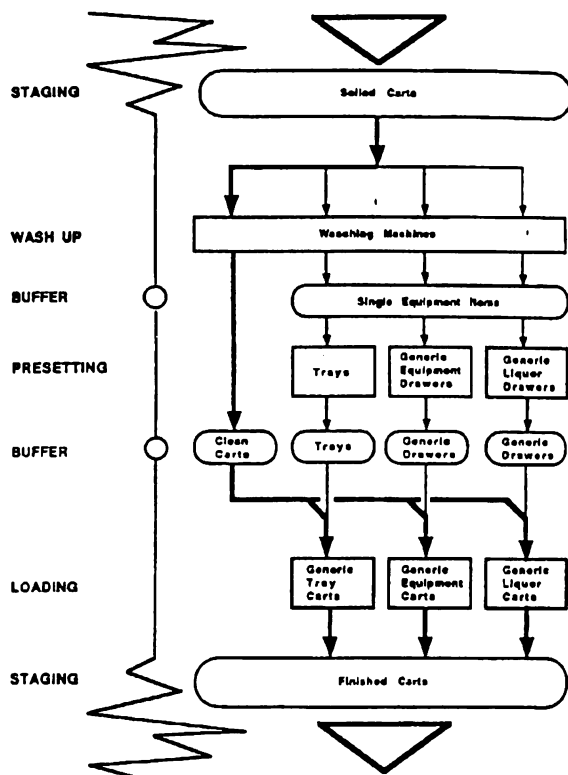 STAGING
Soiled Carts
WASH UP
Washing Machines
BUFFER
Single Equipment Items
PRESETTING
Trays
Generic
Equipment
Drawers
Generic
Liquor
Drawers
BUFFER
Clean
Carts
Trays
Generic
Drawers
Generic
Drawers
LOADING
Generic
Tray
Carts
Generic
Equipment
Carts
Generic
Liquor
Carts
STAGING
Finished Carts